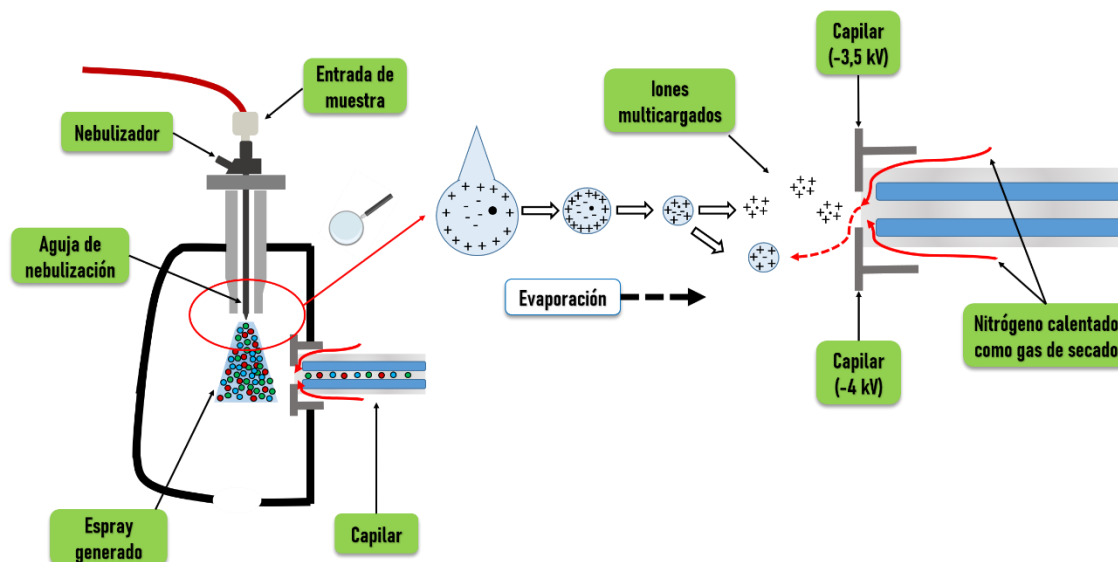 Entrada de
muestra
Nebulizador
Aguja de
nebulización
Espray
generado
Capilar
Iones
multicargados
Evaporación
Capilar
(-3,5 kV)
Capilar
(-4 kV)
Nitrógeno calentado
como gas de secado